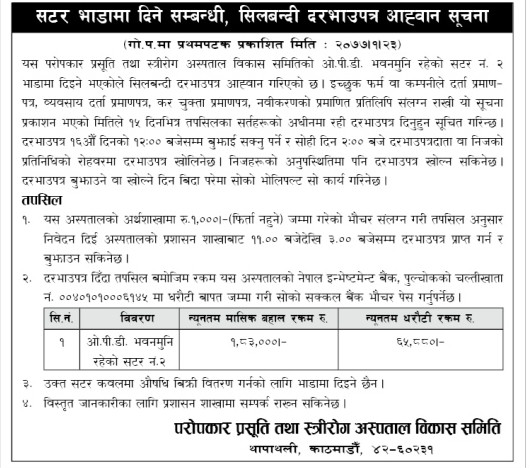 सटर भाडामा दिने सम्बन्धी, सिलबन्दी दरभाउपत्र आह्वान सूचना
(गो.प.मा प्रथमपटक प्रकाशित मिति : २०७७।१।२३)
यस परोपकार प्रसूति तथा स्त्रीरोग अस्पताल विकास समितिको ओ.पी.डी. भवनमुनि रहेको सटर नं. २
भाडामा दिइने भएकोले सिलबन्दी दरभाउपत्र आह्वान गरिएको छ । इच्छुक फर्म वा कम्पनीले दर्ता प्रमाण-
पत्र, व्यवसाय दर्ता प्रमाणपत्र, कर चुक्ता प्रमाणपत्र, नवीकरणको प्रमाणित प्रतिलिपि संलग्न राखी यो सूचना
प्रकाशन भएको मितिले १५ दिनभित्र तपसिलका सर्तहरूको अधीनमा रही दरभाउपत्र दिनुहुन सूचित गरिन्छ ।
दरभाउपत्र १६औँ दिनको १२:०० बजेसम्म बुझाई सक्नु पर्ने र सोही दिन २:०० बजे दरभाउपत्रदाता वा निजको
प्रतिनिधिको रोहवरमा दरभाउपत्र खोलिनेछ । निजहरूको अनुपस्थितिमा पनि दरभाउपत्र खोल्न सकिनेछ ।
दरभाउपत्र बुझाउने वा खोल्ने दिन बिदा परेमा सोको भोलिपल्ट सो कार्य गरिनेछ ।
तपसिल
१. यस अस्पतालको अर्थशाखामा रु.१,०००।-(फिर्ता नहुने) जम्मा गरेको भौचर संलग्न गरी तपसिल अनुसार
निवेदन दिई अस्पतालको प्रशासन शाखाबाट ११.०० बजेदेखि ३.०० बजेसम्म दरभाउपत्र प्राप्त गर्न र
बुझाउन सकिनेछ ।
२. दरभाउपत्र दिँदा तपसिल बमोजिम रकम यस अस्पतालको नेपाल इन्भेष्टमेन्ट बैंक, पुल्चोकको चल्तीखाता
नं. ००४०१०१०००६१४५ मा धरौटी बापत जम्मा गरी सोको सक्कल बैंक भौचर पेस गर्नुपर्नेछ ।
सि.नं. विवरण न्यूनतम मासिक बहाल रकम रु. न्यूनतम धरौटी रकम रु.
१ ओ.पी.डी. भवनमुनि १,८३,०००।- ६५,८८०।-
रहेको सटर नं.२
३. उक्त सटर कवलमा औषधि बिक्री वितरण गर्नको लागि भाडामा दिइने छैन ।
४. विस्तृत जानकारीका लागि प्रशासन शाखामा सम्पर्क राख्न सकिनेछ ।
परोपकार प्रसूति तथा स्त्रीरोग अस्पताल विकास समिति
थापाथली, काठमाडौं, ४२-६०२३१